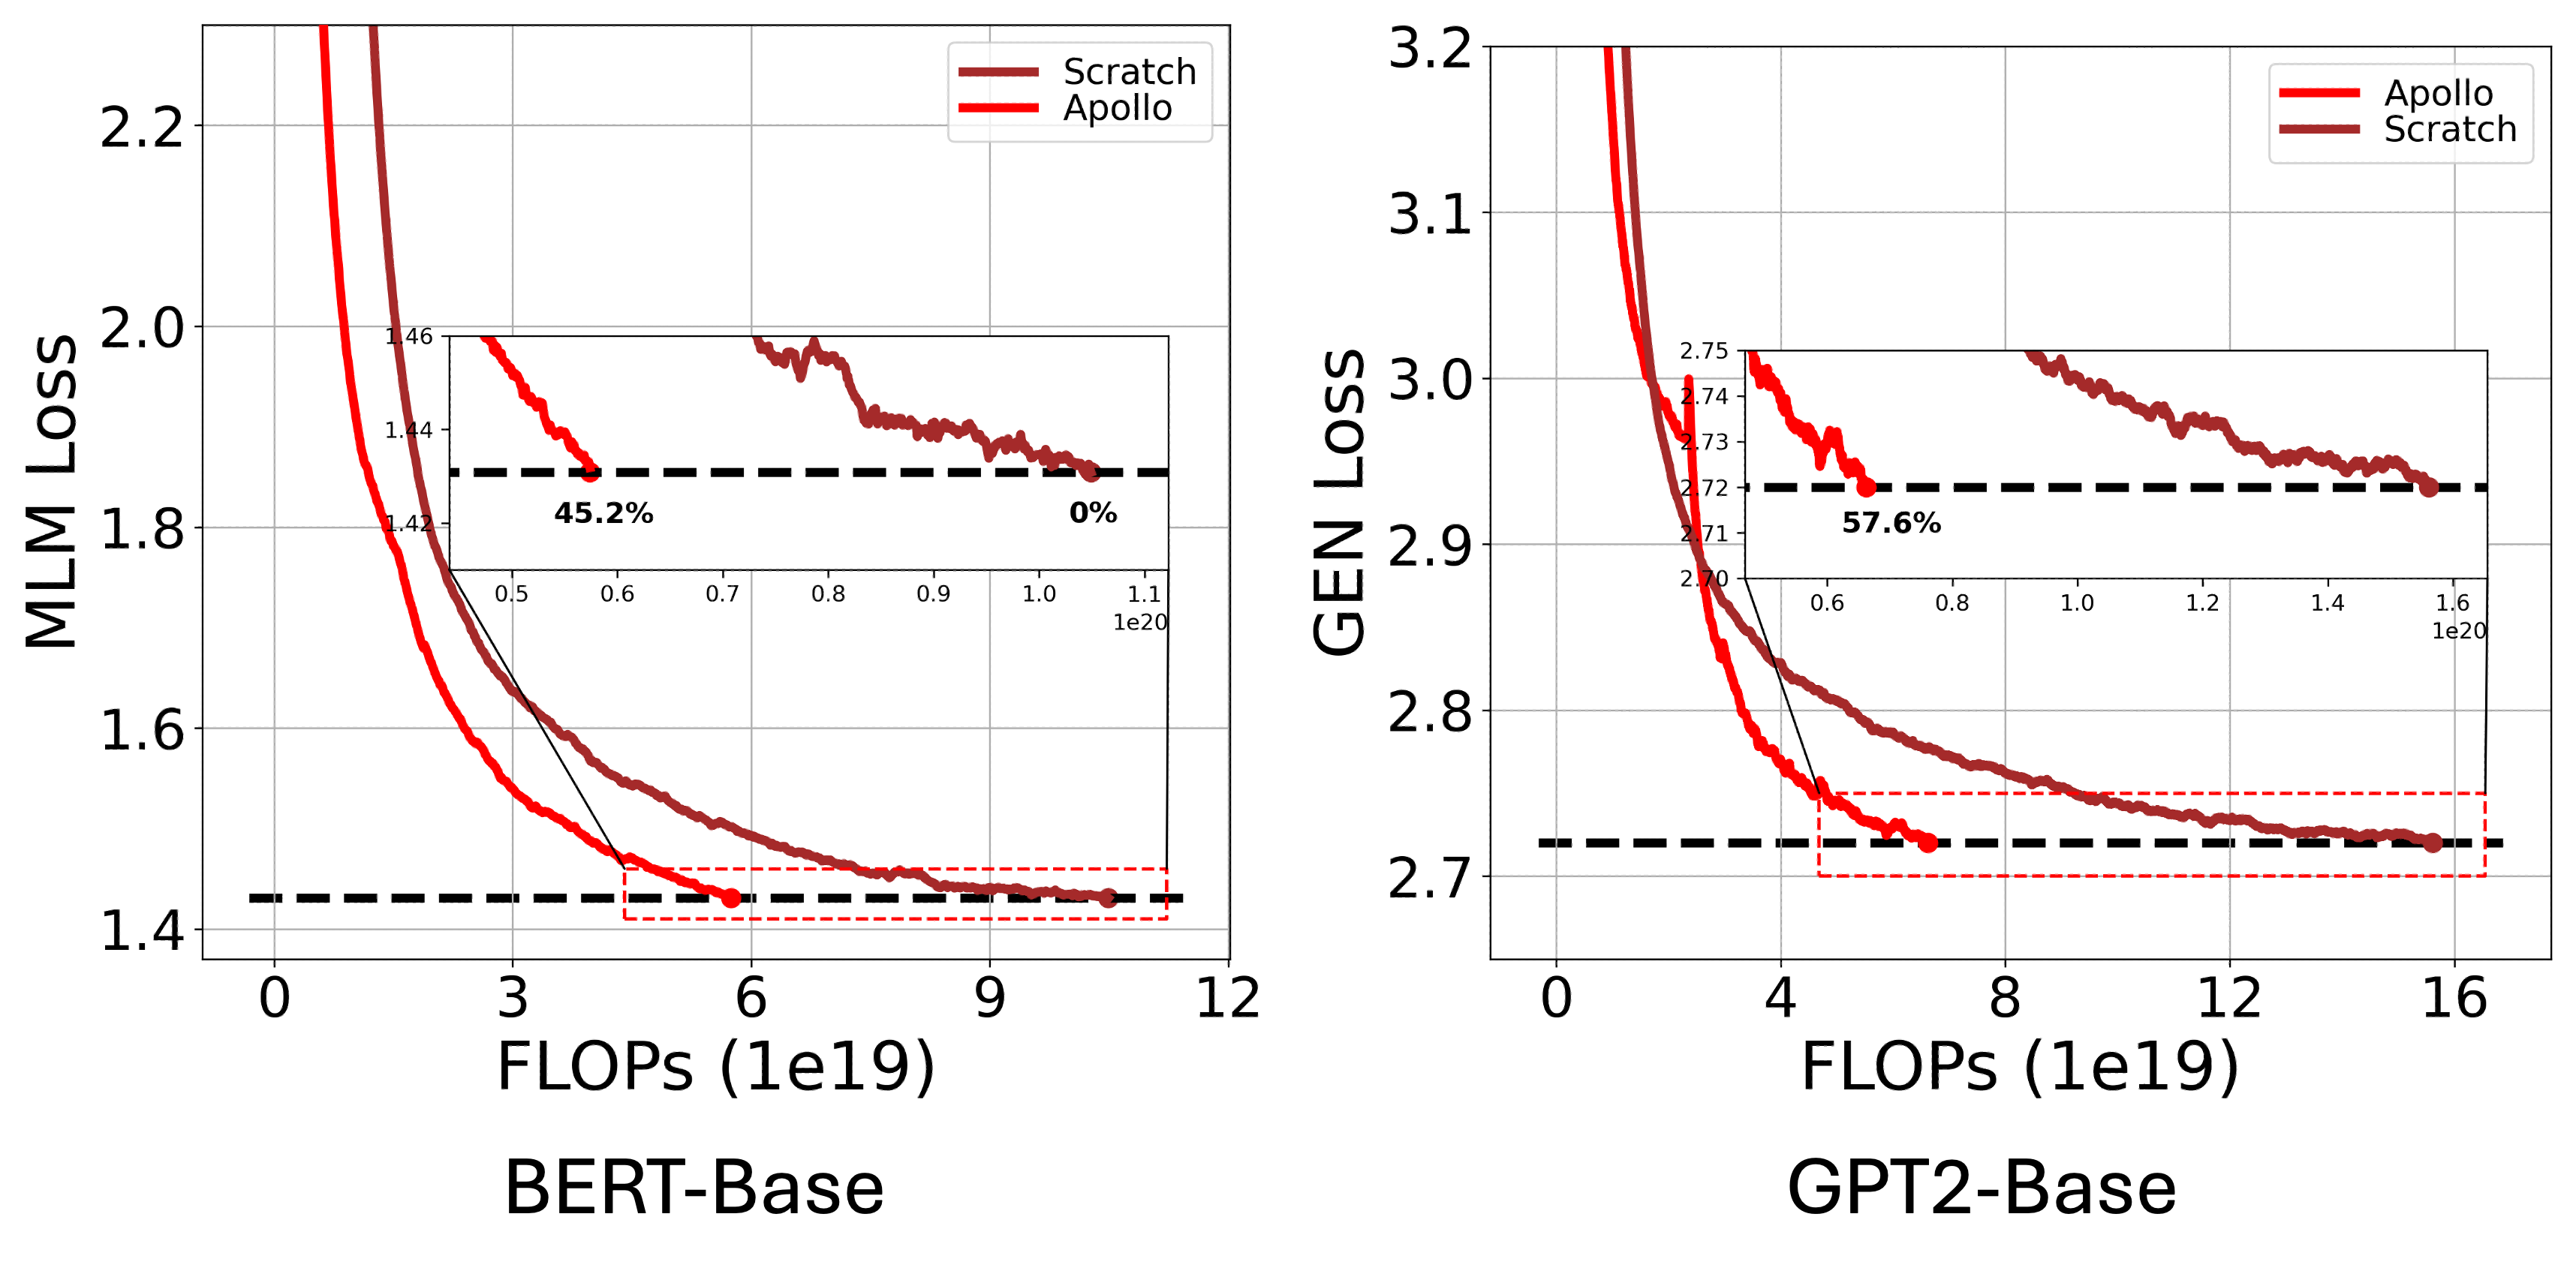 Scratch
Apollo
MLM Loss
2.2
2.0
1.8
1.6
1.4
1.46
1.44
1.42
45.2%
0%
0.5 0.6 0.7 0.8 0.9 1.0 1.1
1e20
0 3 6 9 12
FLOPs (1e19)
BERT-Base
Apollo
Scratch
GEN Loss
3.2
3.1
3.0
2.9
2.8
2.7
2.75
2.74
2.73
2.72
2.71
2.70
57.6%
0.6 0.8 1.0 1.2 1.4 1.6
1e20
0 4 8 12 16
FLOPs (1e19)
GPT2-Base